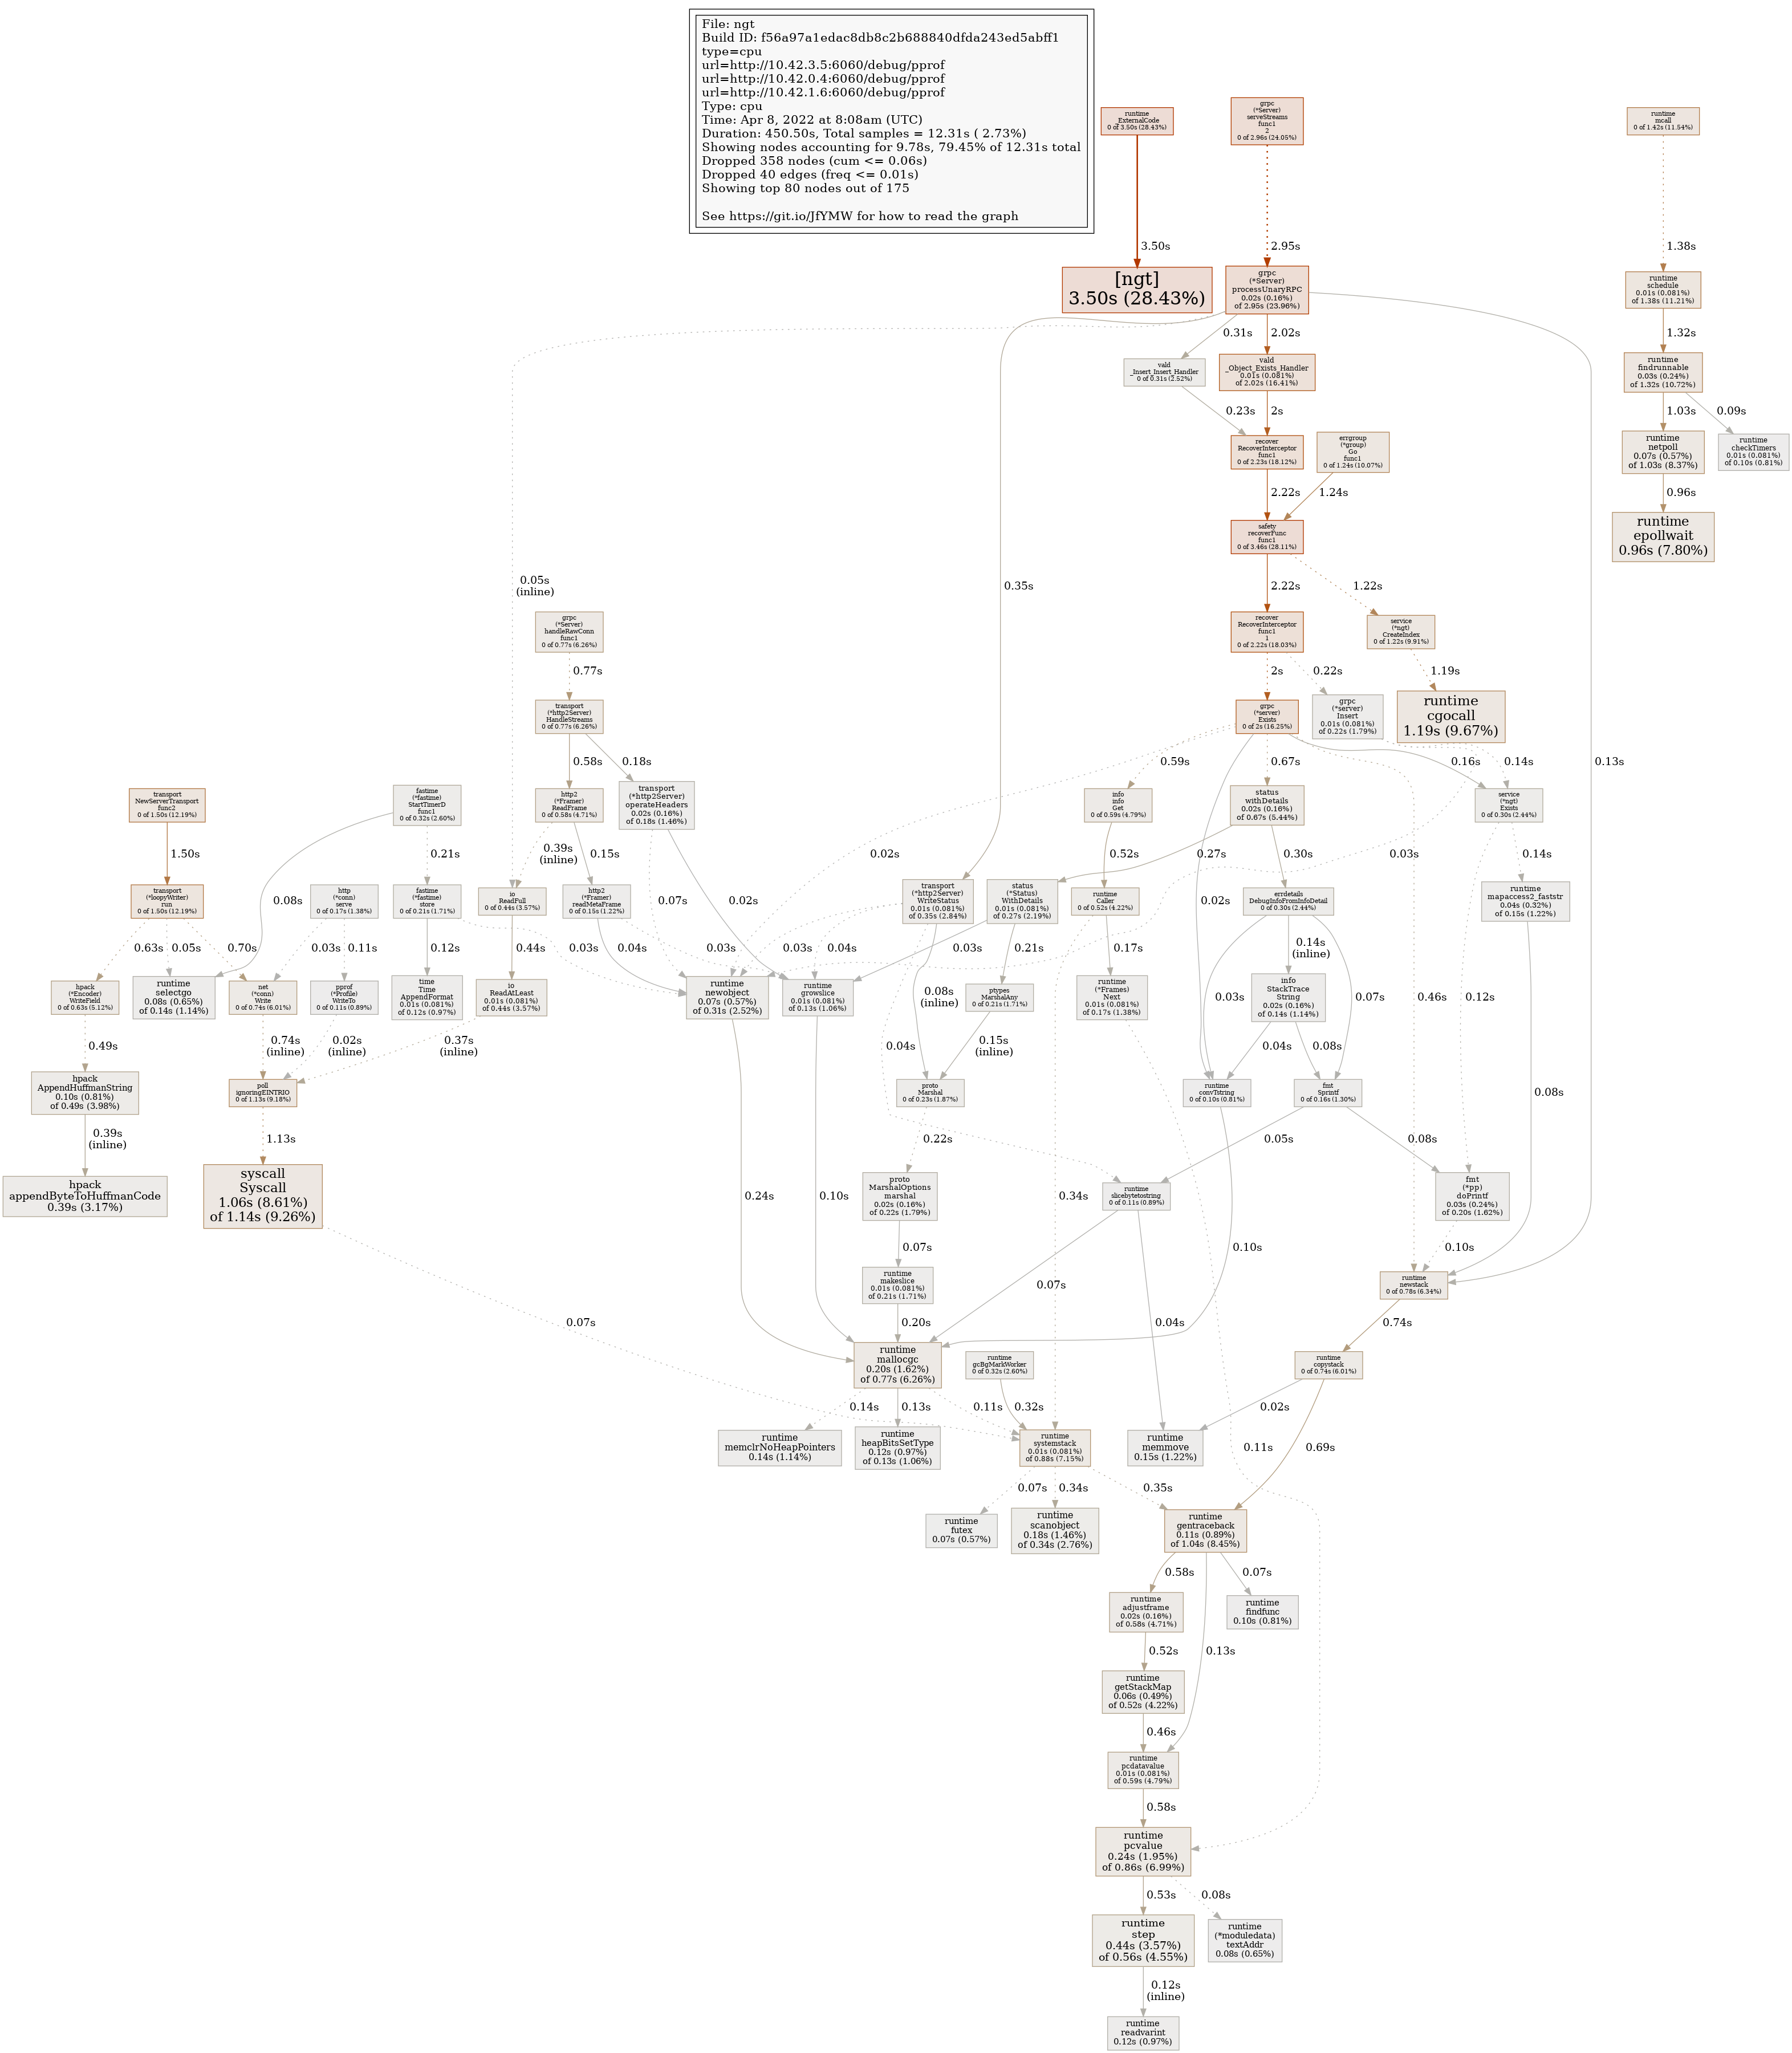 File: ngt
Build ID: f56a97a1edac8db8c2b688840dfda243ed5abff1
type=cpu
url=http://10.42.3.5:6060/debug/pprof
url=http://10.42.0.4:6060/debug/pprof
url=http://10.42.1.6:6060/debug/pprof
Type: cpu
Time: Apr 8, 2022 at 8:08am (UTC)
Duration: 450.50s, Total samples = 12.31s ( 2.73%)
Showing nodes accounting for 9.78s, 79.45% of 12.31s total
Dropped 358 nodes (cum <= 0.06s)
Dropped 40 edges (freq <= 0.01s)
Showing top 80 nodes out of 175
See https://git.io/JfYMW for how to read the graph
runtime
ExternalCode
0 of 3.50s (28.43%)
grpc
(*Server)
serveStreams
func1
2
0 of 2.96s (24.05%)
runtime
mcall
0 of 1.42s (11.54%)
3.50s
2.95s
1.38s
[ngt]
3.50s (28.43%)
grpc
(*Server)
processUnaryRPC
0.02s (0.16%)
of 2.95s (23.96%)
runtime
schedule
0.01s (0.081%)
of 1.38s (11.21%)
0.31s
2.02s
1.32s
vald
_Insert_Insert_Handler
0 of 0.31s (2.52%)
vald
_Object_Exists_Handler
0.01s (0.081%)
of 2.02s (16.41%)
runtime
findrunnable
0.03s (0.24%)
of 1.32s (10.72%)
0.23s
2s
1.03s
0.09s
recover
RecoverInterceptor
func1
0 of 2.23s (18.12%)
errgroup
(*group)
Go
func1
0 of 1.24s (10.07%)
runtime
netpoll
0.07s (0.57%)
of 1.03s (8.37%)
runtime
checkTimers
0.01s (0.081%)
of 0.10s (0.81%)
2.22s
1.24s
0.96s
safety
recoverFunc
func1
0 of 3.46s (28.11%)
runtime
epollwait
0.96s (7.80%)
0.05s
(inline)
0.35s
2.22s
1.22s
grpc
(*Server)
handleRawConn
func1
0 of 0.77s (6.26%)
recover
RecoverInterceptor
func1
1
0 of 2.22s (18.03%)
service
(*ngt)
CreateIndex
0 of 1.22s (9.91%)
0.77s
2s
0.22s
1.19s
transport
(*http2Server)
HandleStreams
0 of 0.77s (6.26%)
grpc
(*server)
Exists
0 of 2s (16.25%)
grpc
(*server)
Insert
0.01s (0.081%)
of 0.22s (1.79%)
runtime
cgocall
1.19s (9.67%)
0.58s
0.18s
0.59s
0.67s
0.16s
0.14s
0.13s
transport
NewServerTransport
func2
0 of 1.50s (12.19%)
fastime
(*fastime)
StartTimerD
func1
0 of 0.32s (2.60%)
http2
(*Framer)
ReadFrame
0 of 0.58s (4.71%)
transport
(*http2Server)
operateHeaders
0.02s (0.16%)
of 0.18s (1.46%)
info
info
Get
0 of 0.59s (4.79%)
status
withDetails
0.02s (0.16%)
of 0.67s (5.44%)
service
(*ngt)
Exists
0 of 0.30s (2.44%)
1.50s
0.21s
0.39s
(inline)
0.15s
0.02s
0.52s
0.27s
0.30s
0.03s
0.14s
transport
(*loopyWriter)
run
0 of 1.50s (12.19%)
0.08s
http
(*conn)
serve
0 of 0.17s (1.38%)
fastime
(*fastime)
store
0 of 0.21s (1.71%)
io
ReadFull
0 of 0.44s (3.57%)
http2
(*Framer)
readMetaFrame
0 of 0.15s (1.22%)
0.07s
0.02s
transport
(*http2Server)
WriteStatus
0.01s (0.081%)
of 0.35s (2.84%)
status
(*Status)
WithDetails
0.01s (0.081%)
of 0.27s (2.19%)
runtime
Caller
0 of 0.52s (4.22%)
0.02s
errdetails
DebugInfoFromInfoDetail
0 of 0.30s (2.44%)
runtime
mapaccess2_faststr
0.04s (0.32%)
of 0.15s (1.22%)
0.63s
0.05s
0.70s
0.03s
0.11s
0.12s
0.03s
0.44s
0.04s
0.03s
0.03s
0.04s
0.03s
0.21s
0.17s
0.14s
(inline)
hpack
(*Encoder)
WriteField
0 of 0.63s (5.12%)
runtime
selectgo
0.08s (0.65%)
of 0.14s (1.14%)
net
(*conn)
Write
0 of 0.74s (6.01%)
pprof
(*Profile)
WriteTo
0 of 0.11s (0.89%)
time
Time
AppendFormat
0.01s (0.081%)
of 0.12s (0.97%)
io
ReadAtLeast
0.01s (0.081%)
of 0.44s (3.57%)
runtime
newobject
0.07s (0.57%)
of 0.31s (2.52%)
runtime
growslice
0.01s (0.081%)
of 0.13s (1.06%)
0.08s
(inline)
ptypes
MarshalAny
0 of 0.21s (1.71%)
runtime
(*Frames)
Next
0.01s (0.081%)
of 0.17s (1.38%)
0.03s
info
StackTrace
String
0.02s (0.16%)
of 0.14s (1.14%)
0.07s
0.46s
0.12s
0.49s
0.74s
(inline)
0.02s
(inline)
0.37s
(inline)
0.04s
0.15s
(inline)
0.04s
0.08s
hpack
AppendHuffmanString
0.10s (0.81%)
of 0.49s (3.98%)
poll
ignoringEINTRIO
0 of 1.13s (9.18%)
proto
Marshal
0 of 0.23s (1.87%)
runtime
convTstring
0 of 0.10s (0.81%)
fmt
Sprintf
0 of 0.16s (1.30%)
0.08s
0.39s
(inline)
1.13s
0.22s
0.05s
0.08s
hpack
appendByteToHuffmanCode
0.39s (3.17%)
syscall
Syscall
1.06s (8.61%)
of 1.14s (9.26%)
0.24s
0.10s
proto
MarshalOptions
marshal
0.02s (0.16%)
of 0.22s (1.79%)
0.34s
runtime
slicebytetostring
0 of 0.11s (0.89%)
fmt
(*pp)
doPrintf
0.03s (0.24%)
of 0.20s (1.62%)
0.07s
0.10s
0.10s
runtime
makeslice
0.01s (0.081%)
of 0.21s (1.71%)
0.07s
runtime
newstack
0 of 0.78s (6.34%)
0.07s
0.20s
0.04s
0.74s
runtime
mallocgc
0.20s (1.62%)
of 0.77s (6.26%)
runtime
gcBgMarkWorker
0 of 0.32s (2.60%)
runtime
copystack
0 of 0.74s (6.01%)
0.14s
0.13s
0.11s
0.32s
0.02s
runtime
memclrNoHeapPointers
0.14s (1.14%)
runtime
heapBitsSetType
0.12s (0.97%)
of 0.13s (1.06%)
runtime
systemstack
0.01s (0.081%)
of 0.88s (7.15%)
runtime
memmove
0.15s (1.22%)
0.11s
0.69s
0.07s
0.34s
0.35s
runtime
futex
0.07s (0.57%)
runtime
scanobject
0.18s (1.46%)
of 0.34s (2.76%)
runtime
gentraceback
0.11s (0.89%)
of 1.04s (8.45%)
0.58s
0.07s
runtime
adjustframe
0.02s (0.16%)
of 0.58s (4.71%)
runtime
findfunc
0.10s (0.81%)
0.52s
0.13s
runtime
getStackMap
0.06s (0.49%)
of 0.52s (4.22%)
0.46s
runtime
pcdatavalue
0.01s (0.081%)
of 0.59s (4.79%)
0.58s
runtime
pcvalue
0.24s (1.95%)
of 0.86s (6.99%)
0.53s
0.08s
runtime
step
0.44s (3.57%)
of 0.56s (4.55%)
runtime
(*moduledata)
textAddr
0.08s (0.65%)
0.12s
(inline)
runtime
readvarint
0.12s (0.97%)